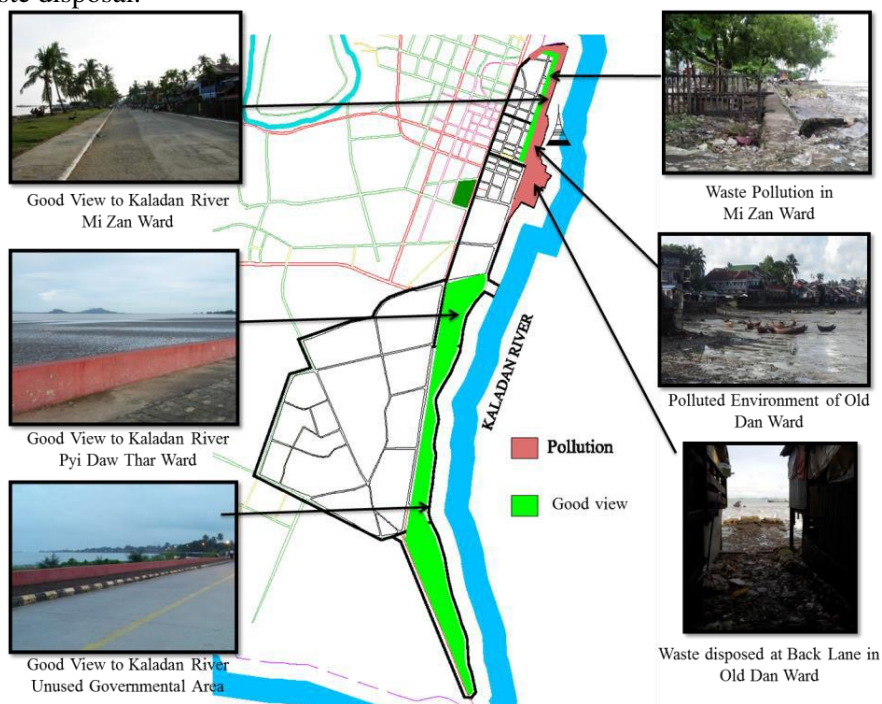 ste disposal.
Good View to Kaladan River
Mi Zan Ward
Waste Pollution in
Mi Zan Ward
Good View to Kaladan River
Pyi Daw Thar Ward
KALADAN RIVER
Polluted Environment of Old
Dan Ward
Pollution
Good view
Good View to Kaladan River
Unused Governmental Area
Waste disposed at Back Lane in
Old Dan Ward